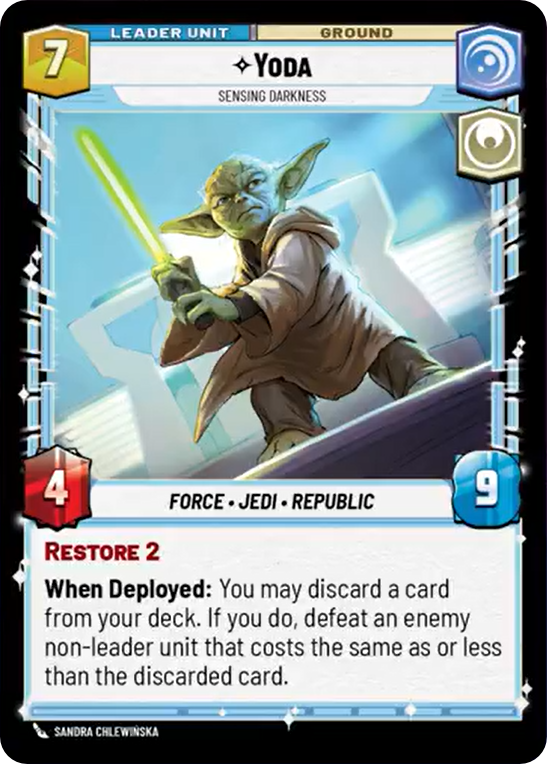 LEADER UNIT
GROUND
7
YODA
SENSING DARKNESS
4
FORCE • JEDI • REPUBLIC
9
RESTORE 2
When Deployed: You may discard a card
from your deck. If you do, defeat an enemy
non-leader unit that costs the same as or less
than the discarded card.
SANDRA CHLEWIŃSKA